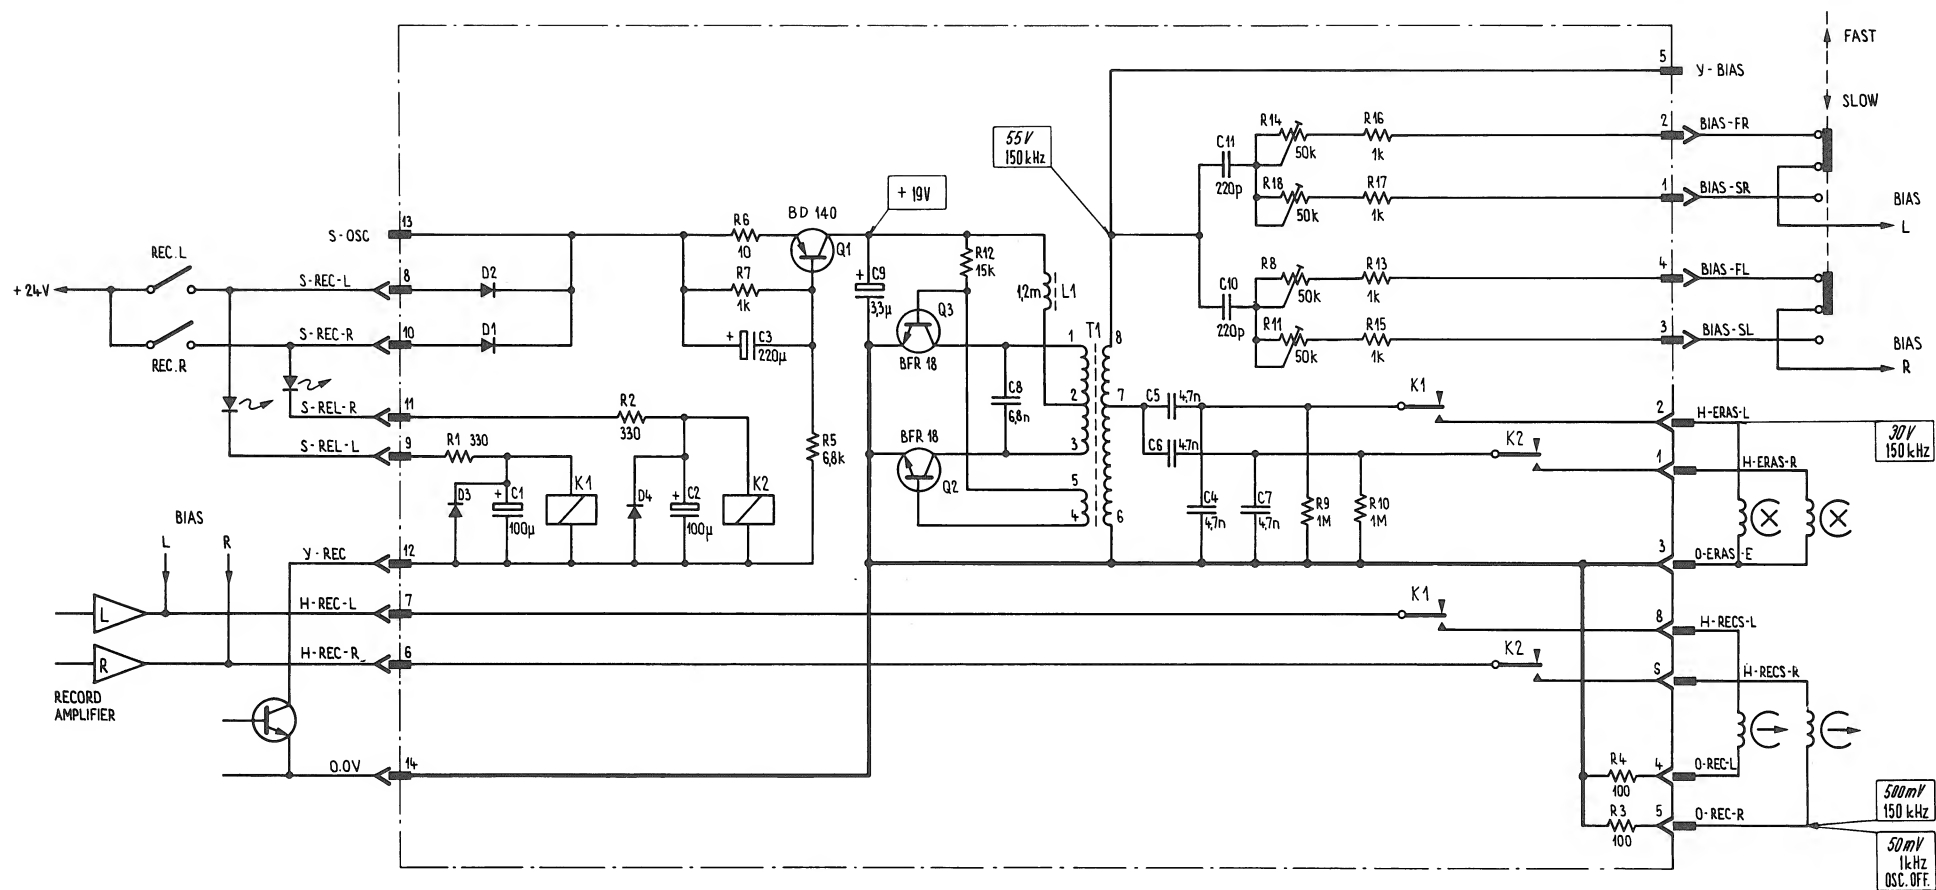 FAST
SLOW
5
Y-BIAS
55V
150kHz
+ 19V
C11
220p
R14
50k
R16
1k
2
BIAS-FR
R18
50k
R17
1k
1
BIAS-SR
BIAS
L
C10
220p
R8
50k
R13
1k
4
BIAS-FL
R11
50k
R15
1k
3
BIAS-SL
BIAS
R
S-OSC
13
R6
10
BD 140
Q1
R7
1k
+
C3
220µ
+
C9
3,3µ
R12
15k
1,2m
L1
Q3
BFR 18
C8
6,8n
BFR 18
Q2
T1
1
2
3
5
4
8
7
6
REC.L
+24V
REC.R
S-REC-L
8
D2
S-REC-R
10
D1
S-REL-R
11
R2
330
S-REL-L
9
R1 330
R5
6,8k
D3
+
C1
100µ
K1
D4
+
C2
100µ
K2
C5
4,7n
C6
4,7n
C4
4,7n
C7
4,7n
R9
1M
R10
1M
K1
2
H-ERAS-L
30V
150kHz
K2
1
H-ERAS-R
3
O-ERAS-E
BIAS
L
R
Y-REC
12
L
H-REC-L
7
K1
8
H-RECS-L
R
H-REC-R
6
K2
S
H-RECS-R
RECORD
AMPLIFIER
0.0V
14
R4
100
4
O-REC-L
R3
100
5
O-REC-R
500mV
150 kHz
50mV
1kHz
OSC. OFF.